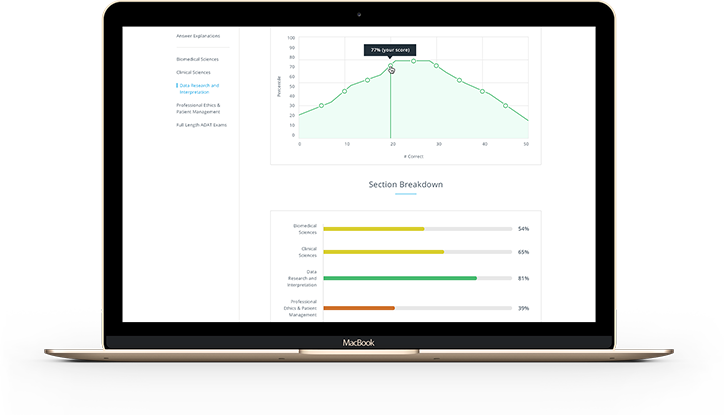 Answer Explanations
Biomedical Sciences
Clinical Sciences
Data Research and
Interpretation
Professional Ethics &
Patient Management
Full Length ADAT Exams
77% (your score)
100
90
80
70
60
50
40
30
20
10
0
Percentile
0 10 20 30 40 50
# Correct
Section Breakdown
Biomedical
Sciences
54%
Clinical
Sciences
65%
Data
Research and
Interpretation
81%
Professional
Ethics & Patient
Management
39%
MacBook